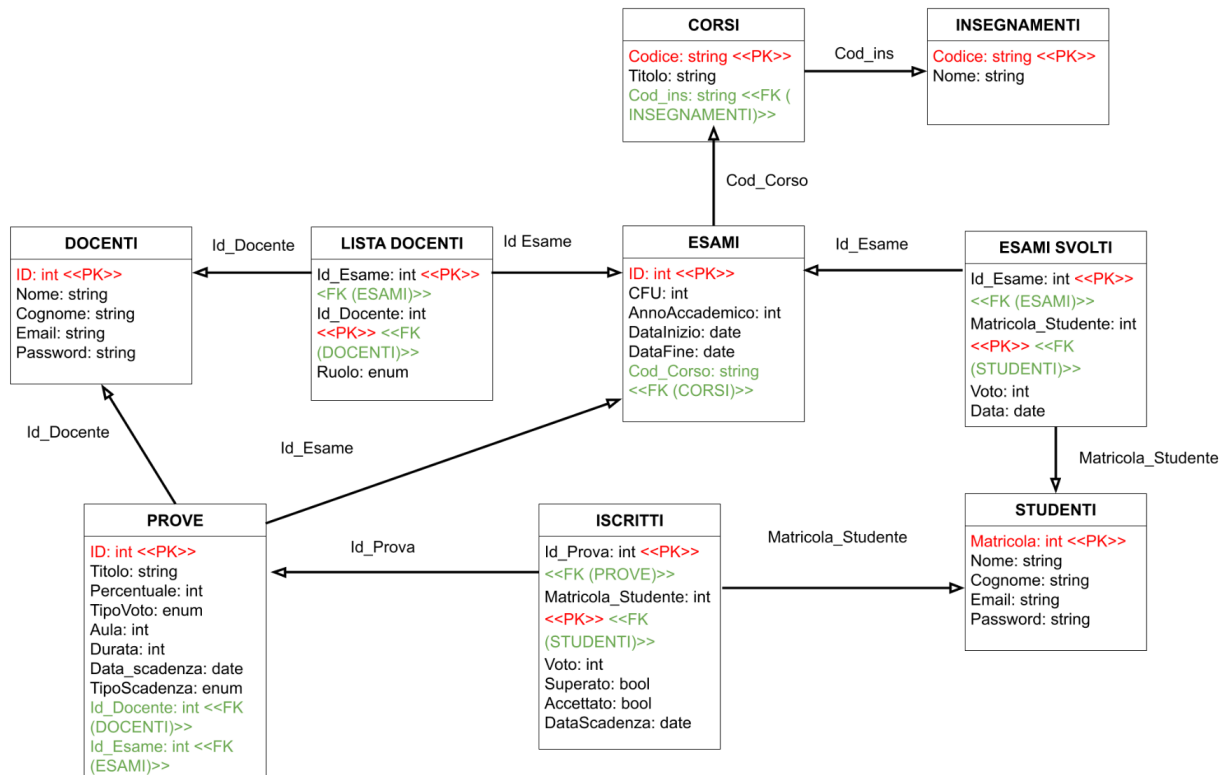 CORSI
Codice: string <<PK>>
Titolo: string
Cod_ins: string <<FK (
INSEGNAMENTI)>>
Cod_ins
INSEGNAMENTI
Codice: string <<PK>>
Nome: string
Cod_Corso
DOCENTI
ID: int <<PK>>
Nome: string
Cognome: string
Email: string
Password: string
Id_Docente
LISTA DOCENTI
Id_Esame: int <<PK>>
<FK (ESAMI)>>
Id_Docente: int
<<PK>> <<FK
(DOCENTI)>>
Ruolo: enum
Id Esame
ESAMI
ID: int <<PK>>
CFU: int
AnnoAccademico: int
DataInizio: date
DataFine: date
Cod_Corso: string
<<FK (CORSI)>>
Id_Esame
ESAMI SVOLTI
Id_Esame: int <<PK>>
<<FK (ESAMI)>>
Matricola_Studente: int
<<PK>> <<FK
(STUDENTI)>>
Voto: int
Data: date
Id_Docente
Id_Esame
Matricola_Studente
PROVE
ID: int <<PK>>
Titolo: string
Percentuale: int
TipoVoto: enum
Aula: int
Durata: int
Data_scadenza: date
TipoScadenza: enum
Id_Docente: int <<FK
(DOCENTI)>>
Id_Esame: int <<FK
(ESAMI)>>
Id_Prova
ISCRITTI
Id_Prova: int <<PK>>
<<FK (PROVE)>>
Matricola_Studente: int
<<PK>> <<FK
(STUDENTI)>>
Voto: int
Superato: bool
Accettato: bool
DataScadenza: date
Matricola_Studente
STUDENTI
Matricola: int <<PK>>
Nome: string
Cognome: string
Email: string
Password: string